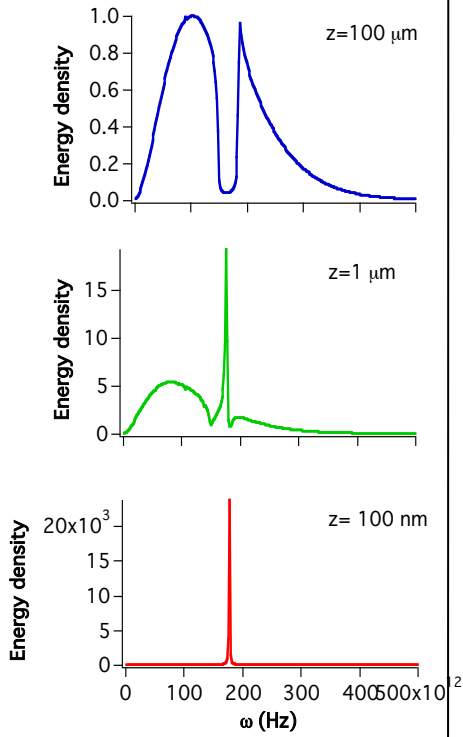 z=100 μm
Energy density
1.0
0.8
0.6
0.4
0.2
0.0
z=1 μm
Energy density
15
10
5
0
z= 100 nm
Energy density
20x10³
15
10
5
0
0 100 200 300 400 500x10¹²
ω (Hz)